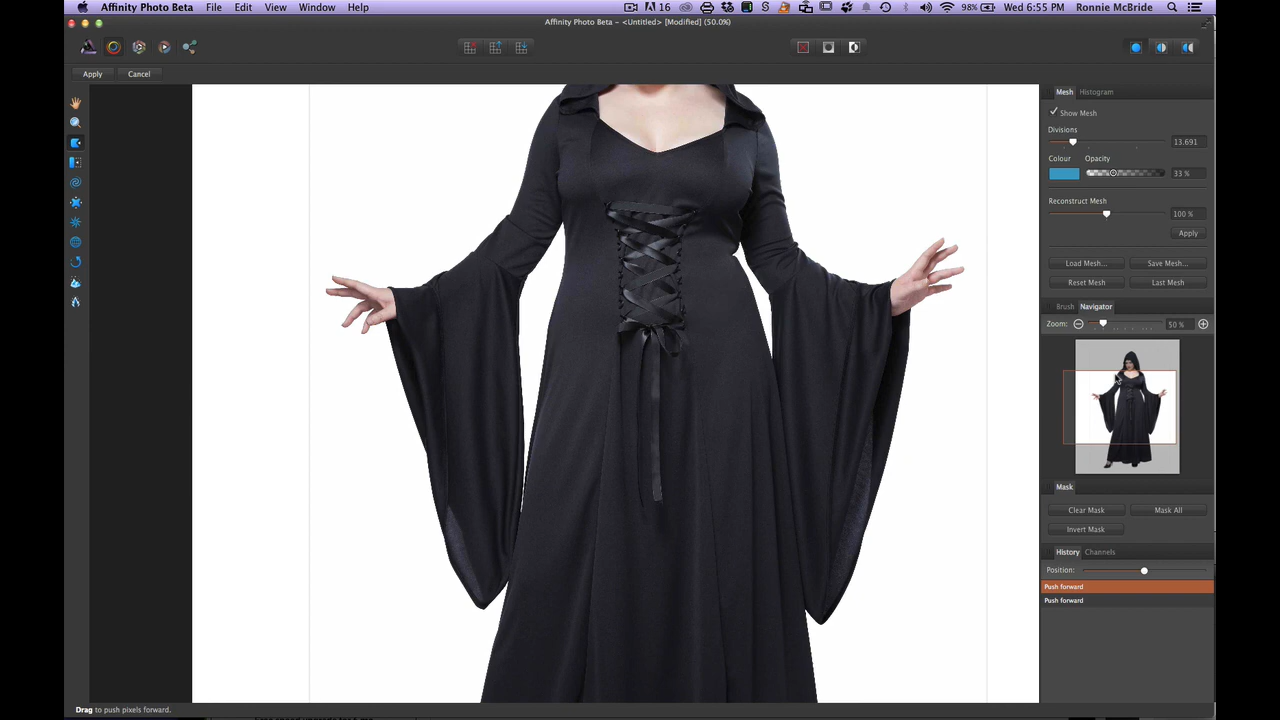 Affinity Photo Beta File Edit View Window Help 16 98% Wed 6:55 PM Ronnie McBride
Affinity Photo Beta - <Untitled> [Modified] (50.0%)
Apply Cancel
Mesh Histogram
Show Mesh
Divisions
13.691
Colour Opacity
33 %
Reconstruct Mesh
100 %
Apply
Load Mesh... Save Mesh...
Reset Mesh Last Mesh
Brush Navigator
Zoom: 50 %
Mask
Clear Mask Mask All
Invert Mask
History Channels
Position:
Push forward
Push forward
Drag to push pixels forward.